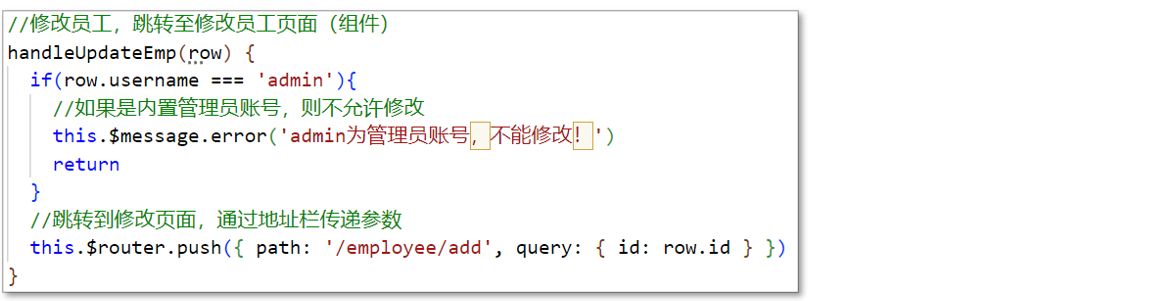 //修改员工，跳转至修改员工页面（组件）
handleUpdateEmp(row) {
if(row.username === 'admin'){
//如果是内置管理员账号，则不允许修改
this.$message.error('admin为管理员账号，不能修改！')
return
}
//跳转到修改页面，通过地址栏传递参数
this.$router.push({ path: '/employee/add', query: { id: row.id } })
}